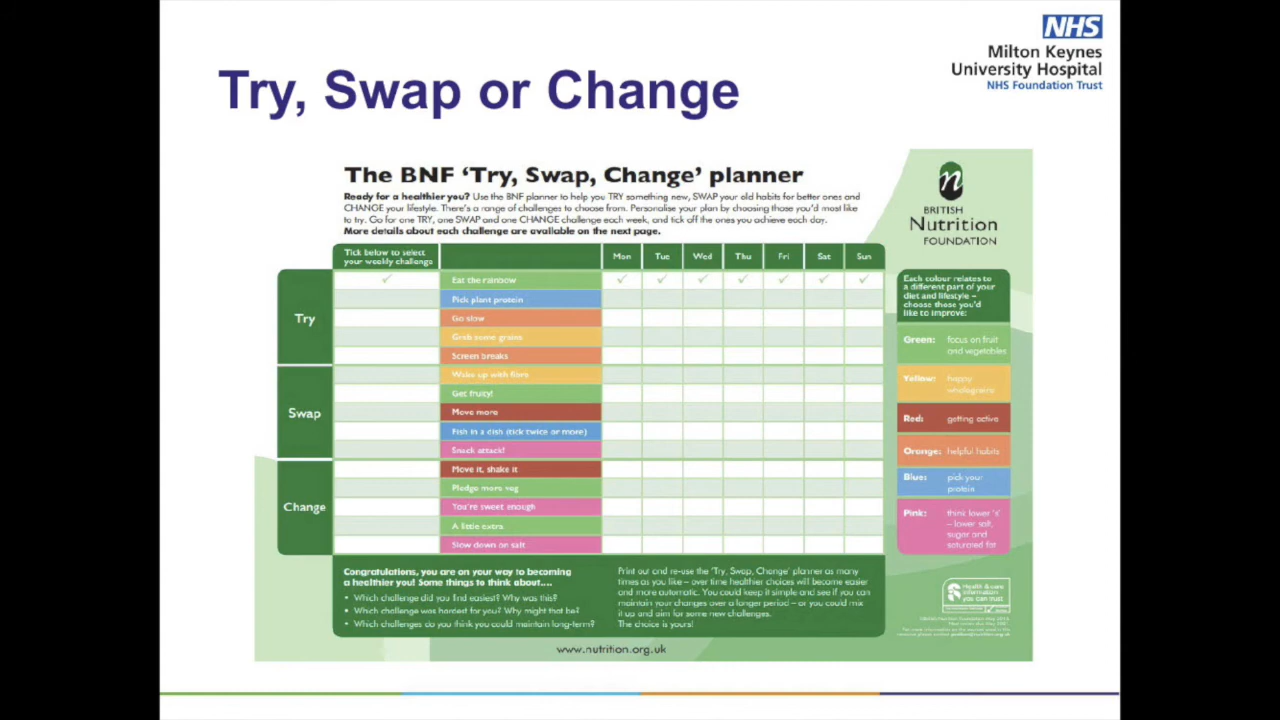 NHS
Milton Keynes
University Hospital
NHS Foundation Trust
Try, Swap or Change
The BNF ‘Try, Swap, Change’ planner
Ready for a healthier you? Use the BNF planner to help you TRY something new, SWAP your old habits for better ones and
CHANGE your lifestyle. There's a range of challenges to choose from. Personalise your plan by choosing those you'd most like
to try. Go for one TRY, one SWAP and one CHANGE challenge each week, and tick off the ones you achieve each day.
More details about each challenge are available on the next page.
n
BRITISH
Nutrition
FOUNDATION
Tick below to select
your weekly challenge
Mon Tue Wed Thu Fri Sat Sun
Try
Eat the rainbow
Pick plant protein
Go slow
Grab some grains
Screen breaks
Swap
Wake up with fibre
Get fruity!
Move more
Fish in a dish (tick twice or more)
Snack attack!
Change
Move it, shake it
Pledge more veg
You're sweet enough
A little extra
Slow down on salt
Each colour relates to
a different part of your
diet and lifestyle –
choose those you'd
like to improve:
Green: focus on fruit
and vegetables
Yellow: happy
wholegrains
Red: getting active
Orange: helpful habits
Blue: pick your
protein
Pink: think lower 's'
– lower salt,
sugar and
saturated fat
Congratulations, you are on your way to becoming
a healthier you! Some things to think about....
• Which challenge did you find easiest? Why was this?
• Which challenge was hardest for you? Why might that be?
• Which challenges do you think you could maintain long-term?
Print out and re-use the 'Try, Swap, Change' planner as many
times as you like – over time healthier choices will become easier
and more automatic. You could keep it simple and see if you can
maintain your changes over a longer period – or you could mix
it up and aim for some new challenges.
The choice is yours!
Health & care
information
you can trust
www.nutrition.org.uk